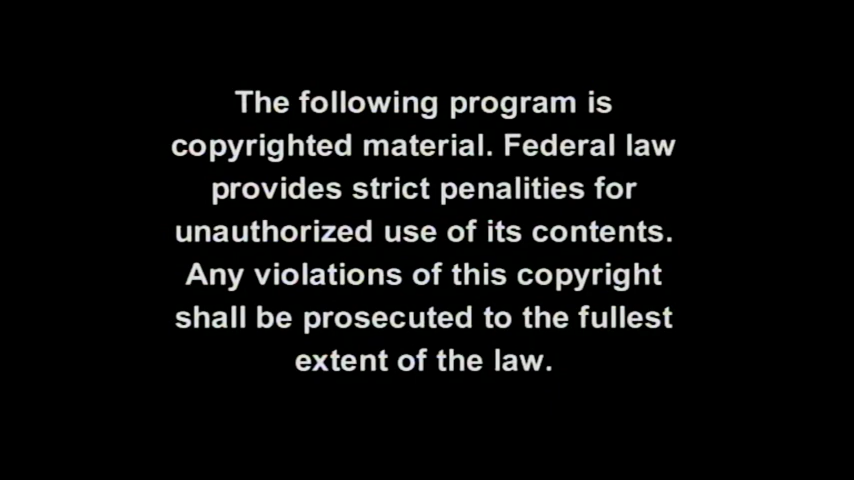 The following program is
copyrighted material. Federal law
provides strict penalities for
unauthorized use of its contents.
Any violations of this copyright
shall be prosecuted to the fullest
extent of the law.